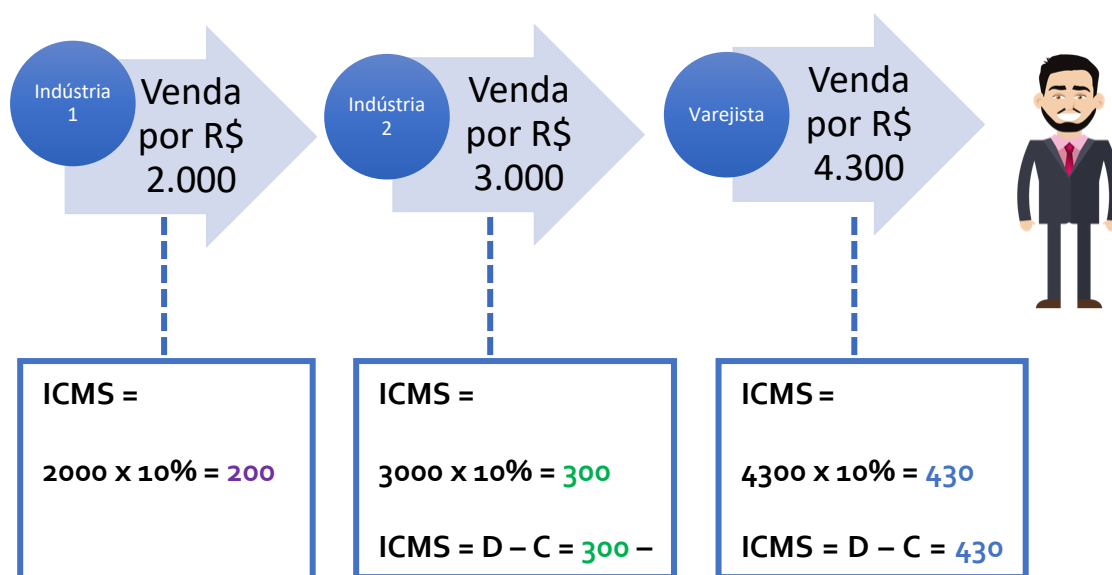 Indústria
1
Venda
por R$
2.000
Indústria
2
Venda
por R$
3.000
Varejista
Venda
por R$
4.300
ICMS =
2000 x 10% = 200
ICMS =
3000 x 10% = 300
ICMS = D – C = 300 –
ICMS =
4300 x 10% = 430
ICMS = D – C = 430